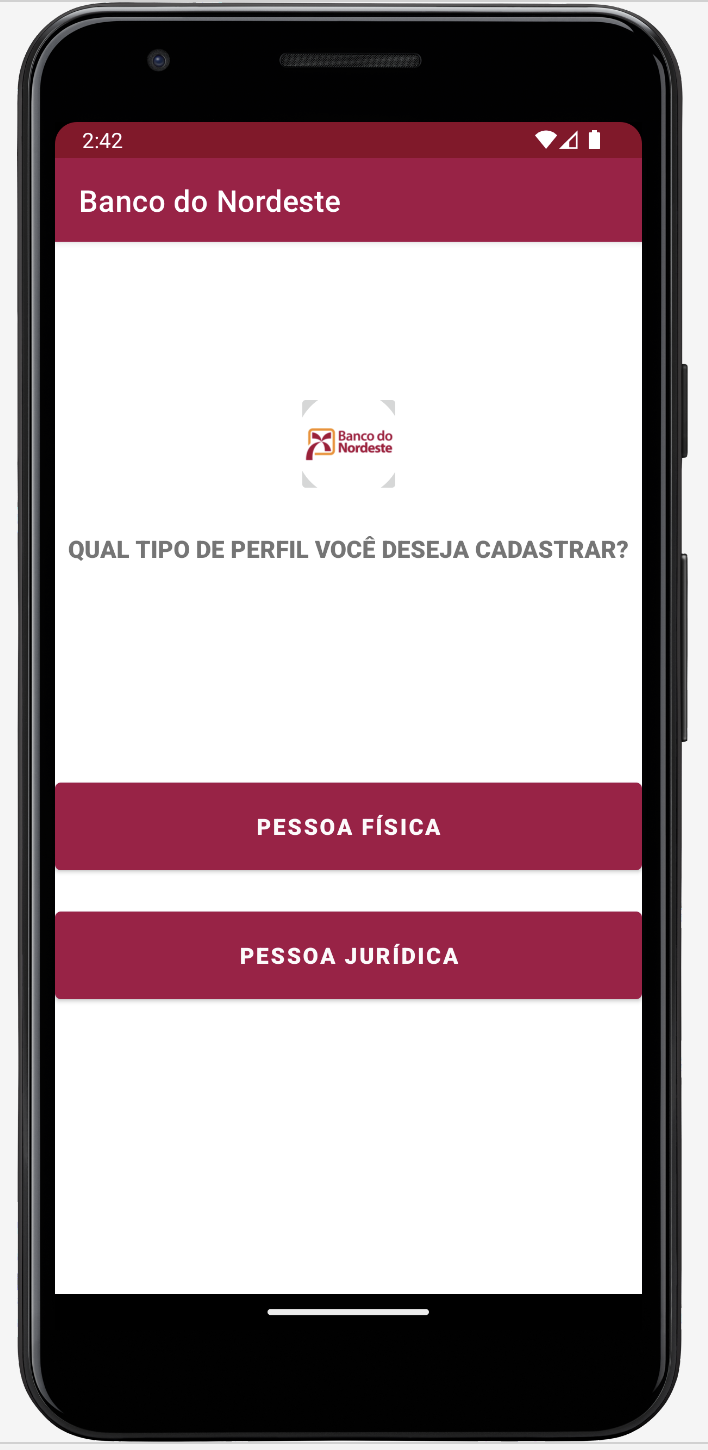 2:42
Banco do Nordeste
Banco do
Nordeste
QUAL TIPO DE PERFIL VOCÊ DESEJA CADASTRAR?
PESSOA FÍSICA
PESSOA JURÍDICA